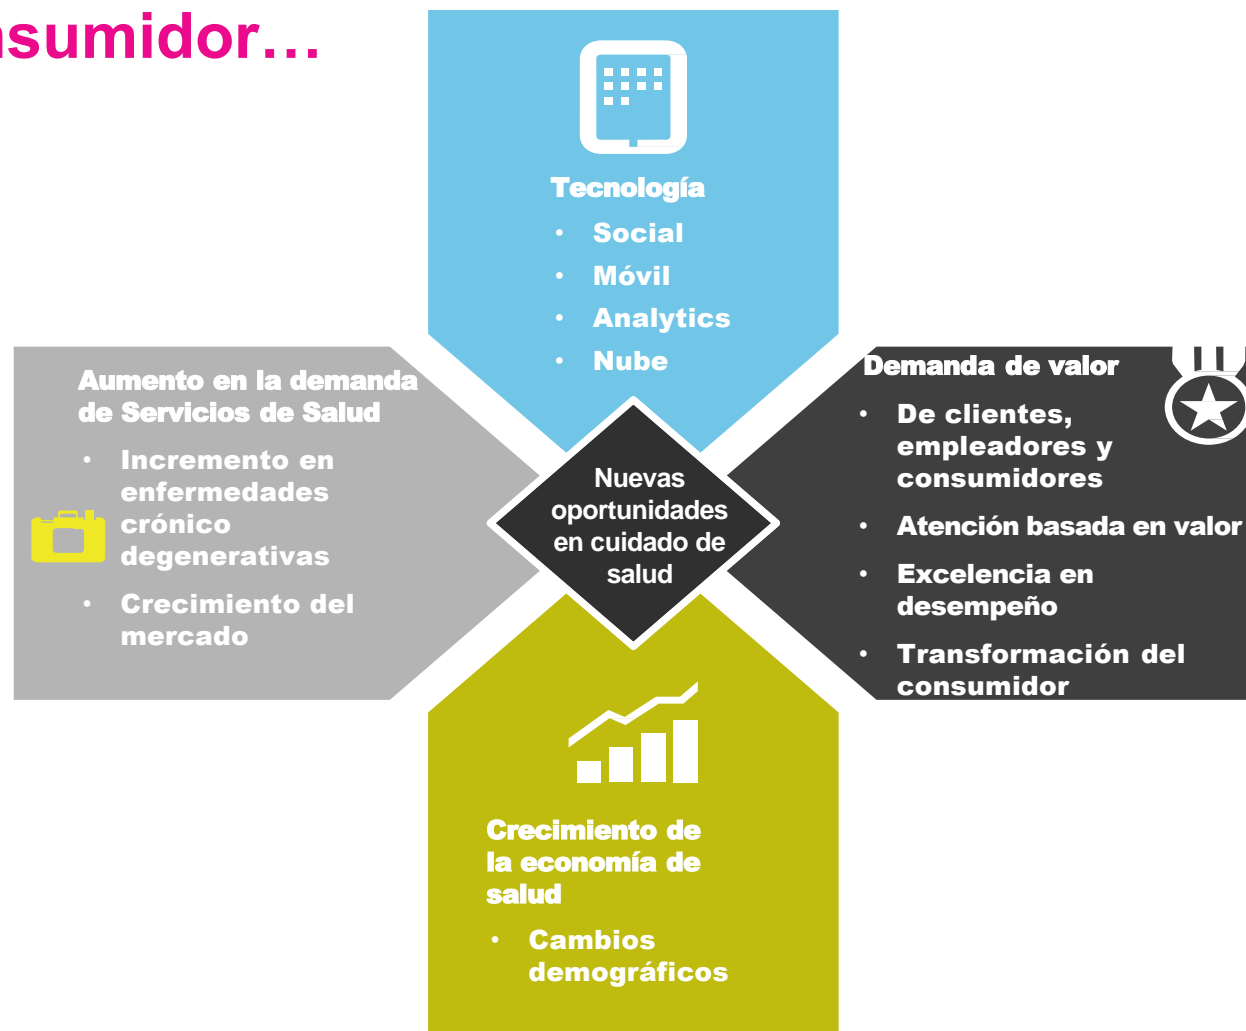 nsumidor...
Tecnología
• Social
• Móvil
• Analytics
• Nube
Aumento en la demanda
de Servicios de Salud
• Incremento en
enfermedades
crónico
degenerativas
• Crecimiento del
mercado
Nuevas
oportunidades
en cuidado de
salud
Demanda de valor
• De clientes,
empleadores y
consumidores
• Atención basada en valor
• Excelencia en
desempeño
• Transformación del
consumidor
Crecimiento de
la economía de
salud
• Cambios
demográficos